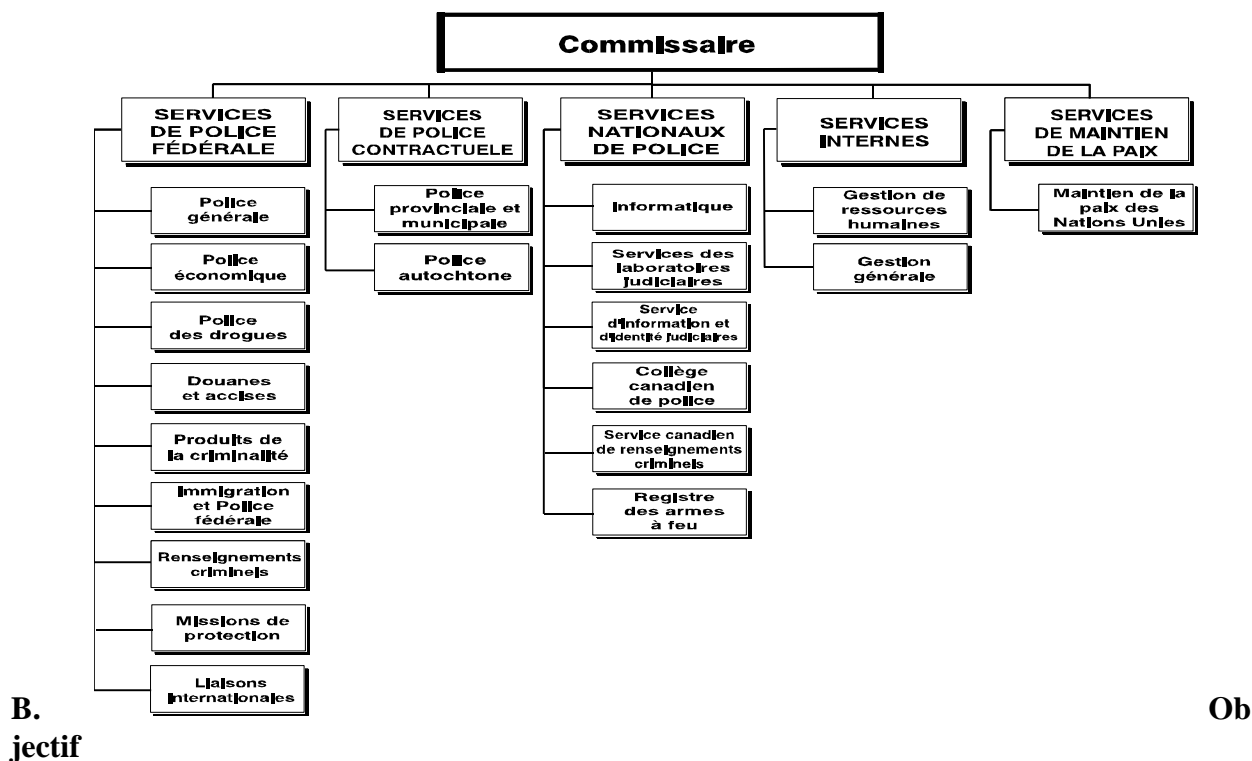 Commissaire
SERVICES
DE POLICE
FÉDÉRALE
Police
générale
Police
économique
Police
des drogues
Douanes
et accises
Produits de
la criminalité
Immigration
et Police
fédérale
Renseignements
criminels
Missions de
protection
Liaisons
internationales
SERVICES
DE POLICE
CONTRACTUELE
Police
provinciale et
municipale
Police
autochtone
SERVICES
NATIONAUX
DE POLICE
Informatique
Services des
laboratoires
judiciaires
Service
d'information et
d'identité judiciaires
Collège
canadien
de police
Service canadien
de renseignements
criminels
Registre
des armes
à feu
SERVICES
INTERNES
Gestion de
ressources
humaines
Gestion
générale
SERVICES
DE MAINTIEN
DE LA PAIX
Maintien de la
paix des
Nations Unies
B. Ob
jectif